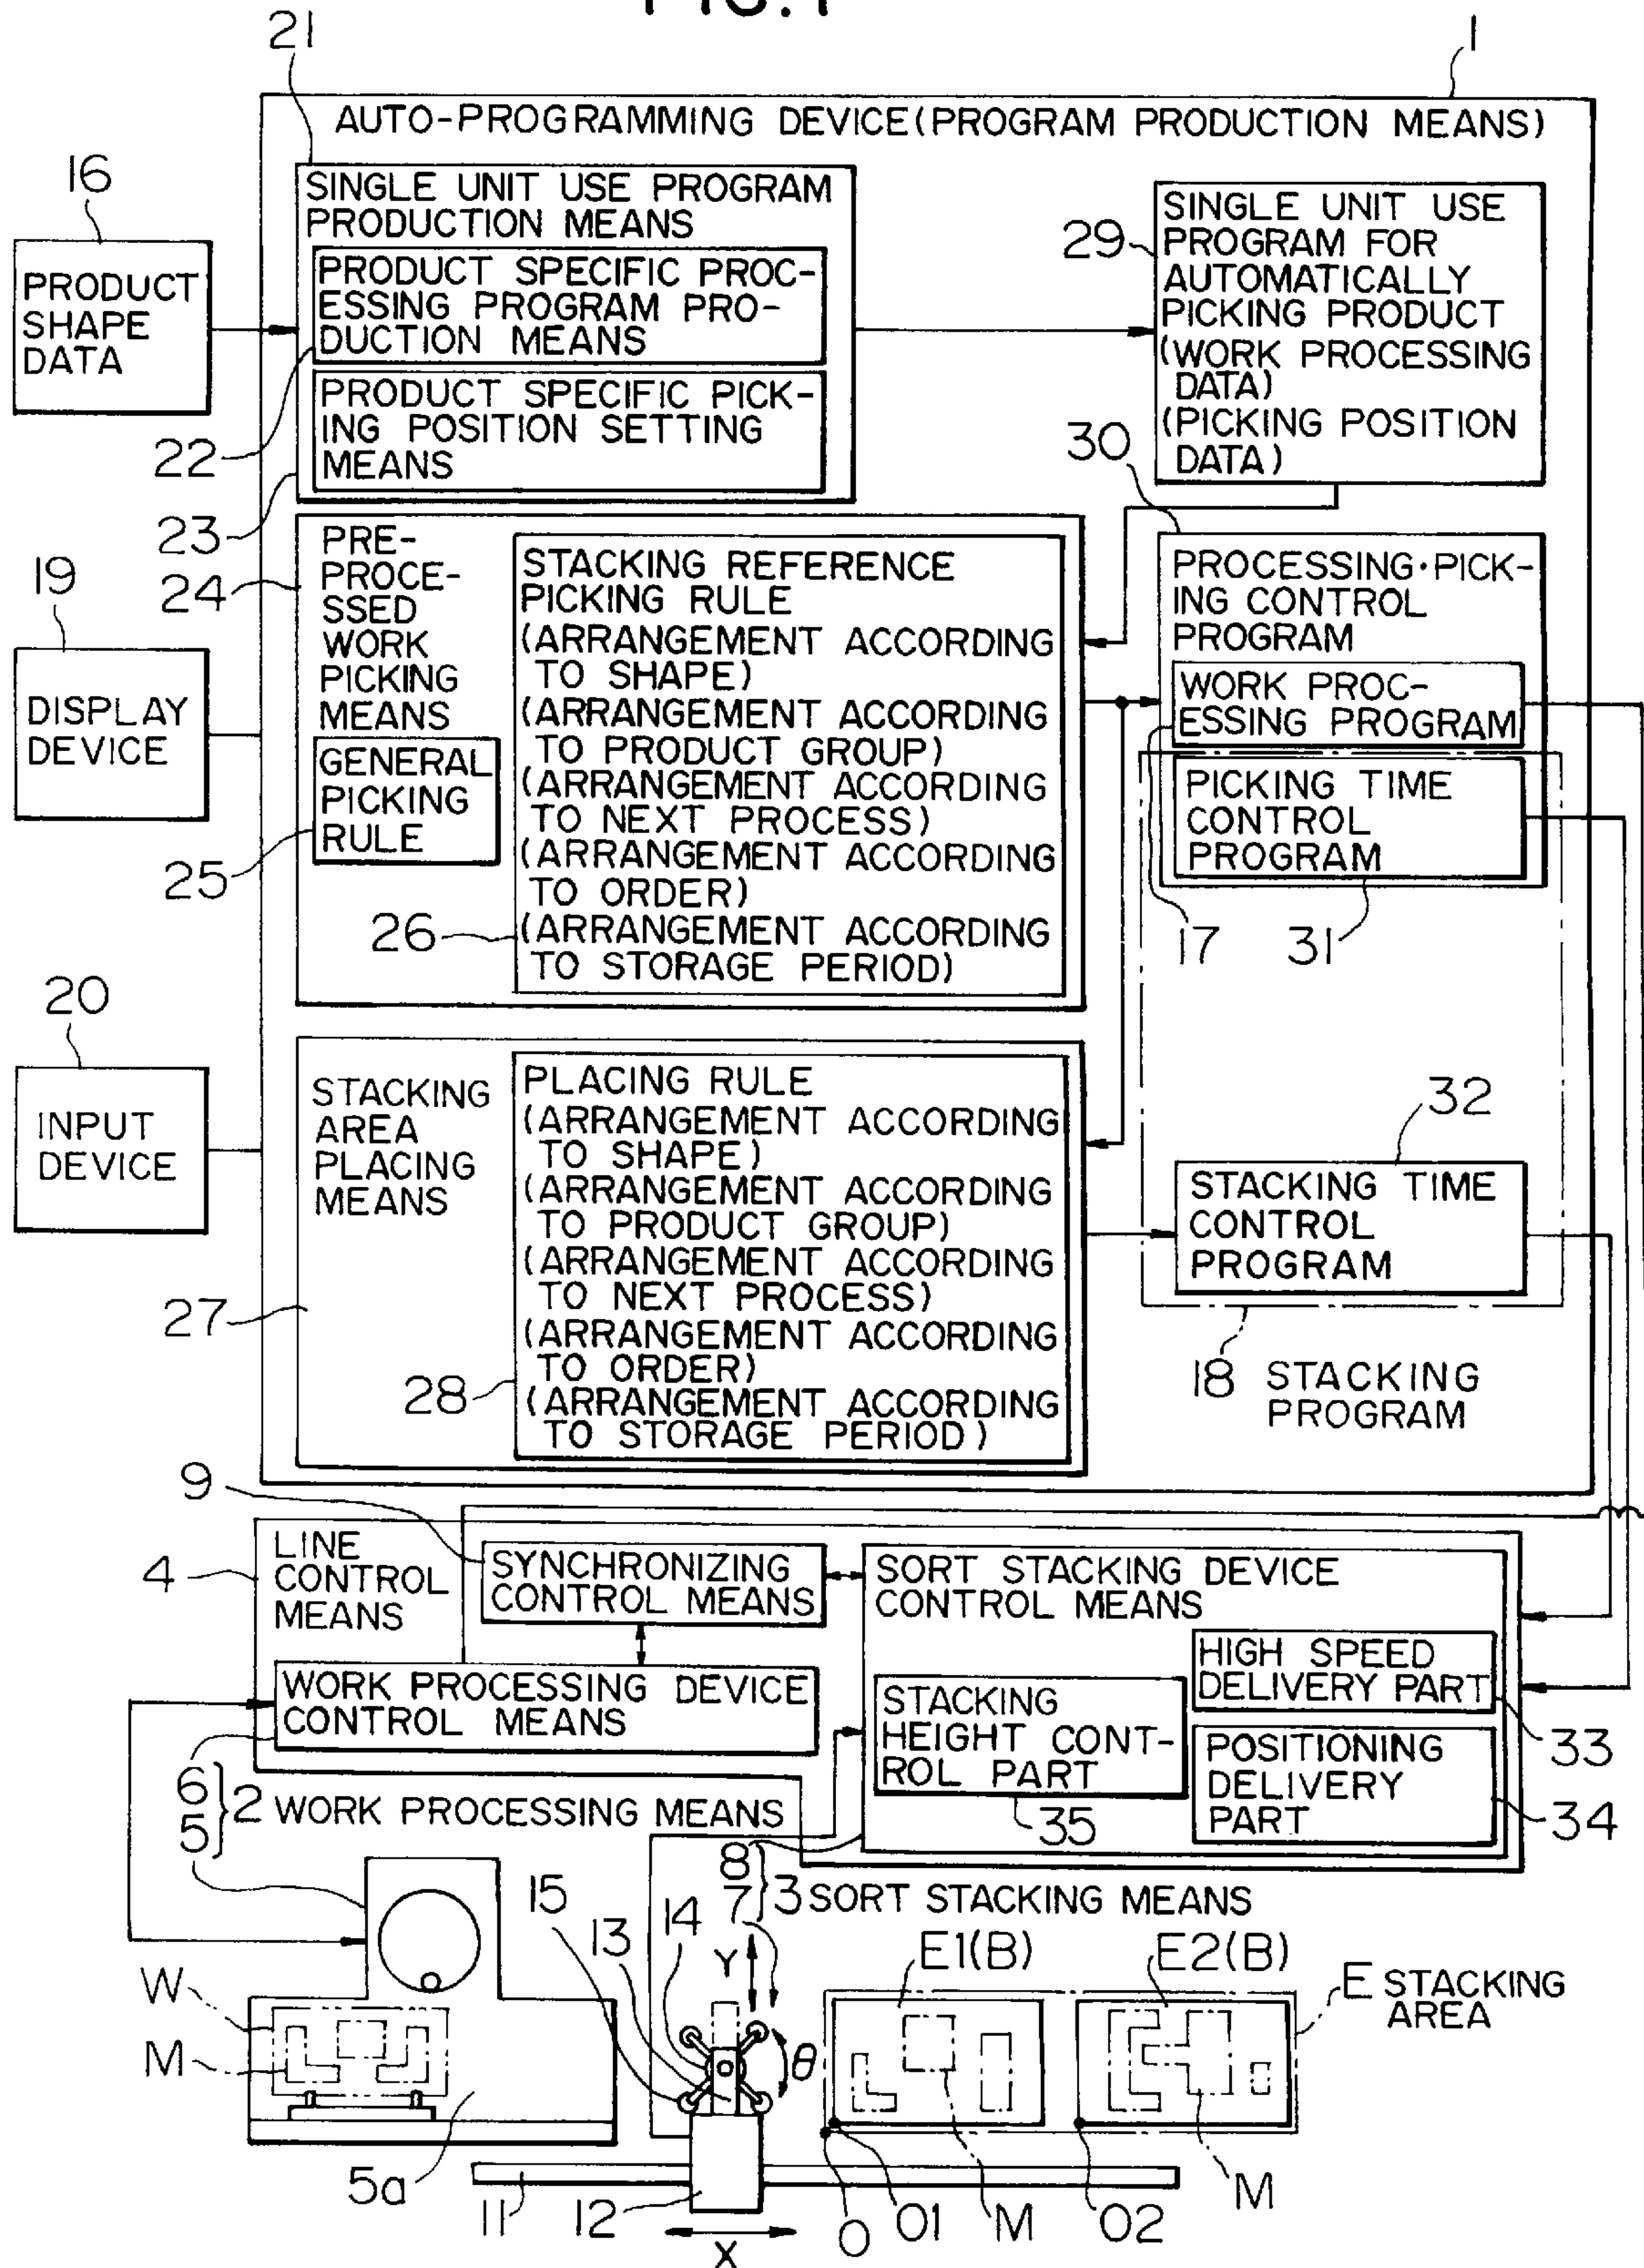 FIG. 1
21
1
AUTO-PROGRAMMING DEVICE(PROGRAM PRODUCTION MEANS)
16
PRODUCT
SHAPE
DATA
SINGLE UNIT USE PROGRAM
PRODUCTION MEANS
PRODUCT SPECIFIC PROC-
ESSING PROGRAM PRO-
DUCTION MEANS
PRODUCT SPECIFIC PICK-
ING POSITION SETTING
MEANS
22
23
29
SINGLE UNIT USE
PROGRAM FOR
AUTOMATICALLY
PICKING PRODUCT
(WORK PROCESSING
DATA)
(PICKING POSITION
DATA)
30
19
DISPLAY
DEVICE
24
PRE-
PROCE-
SSED
WORK
PICKING
MEANS
GENERAL
PICKING
RULE
25
STACKING REFERENCE
PICKING RULE
(ARRANGEMENT ACCORDING
TO SHAPE)
(ARRANGEMENT ACCORDING
TO PRODUCT GROUP)
(ARRANGEMENT ACCORDING
TO NEXT PROCESS)
(ARRANGEMENT ACCORDING
TO ORDER)
26
(ARRANGEMENT ACCORDING
TO STORAGE PERIOD)
PROCESSING·PICK-
ING CONTROL
PROGRAM
WORK PROC-
ESSING PROGRAM
PICKING TIME
CONTROL
PROGRAM
17
31
20
INPUT
DEVICE
STACKING
AREA
PLACING
MEANS
27
PLACING RULE
(ARRANGEMENT ACCORDING
TO SHAPE)
(ARRANGEMENT ACCORDING
TO PRODUCT GROUP)
(ARRANGEMENT ACCORDING
TO NEXT PROCESS)
(ARRANGEMENT ACCORDING
TO ORDER)
28
(ARRANGEMENT ACCORDING
TO STORAGE PERIOD)
32
STACKING TIME
CONTROL
PROGRAM
18 STACKING
PROGRAM
9
4
LINE
CONTROL
MEANS
SYNCHRONIZING
CONTROL MEANS
SORT STACKING DEVICE
CONTROL MEANS
WORK PROCESSING DEVICE
CONTROL MEANS
HIGH SPEED
DELIVERY PART
33
STACKING
HEIGHT CONT-
ROL PART
35
POSITIONING
DELIVERY
PART
34
6
5
2 WORK PROCESSING MEANS
8
7
3 SORT STACKING MEANS
15
13
14
Y
θ
E1(B)
E2(B)
E STACKING
AREA
W
M
5a
11
12
X
O
O1
M
O2
M